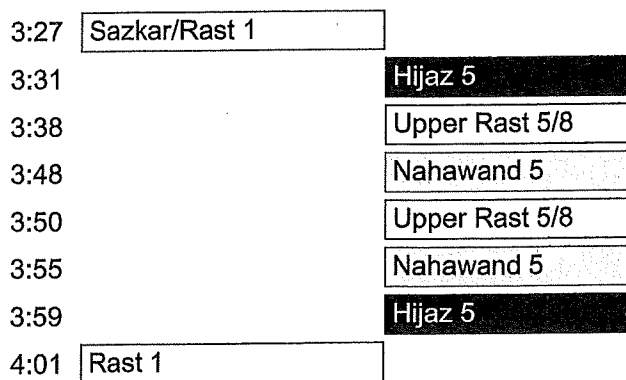 3:27 Sazkar/Rast 1
3:31 Hijaz 5
3:38 Upper Rast 5/8
3:48 Nahawand 5
3:50 Upper Rast 5/8
3:55 Nahawand 5
3:59 Hijaz 5
4:01 Rast 1